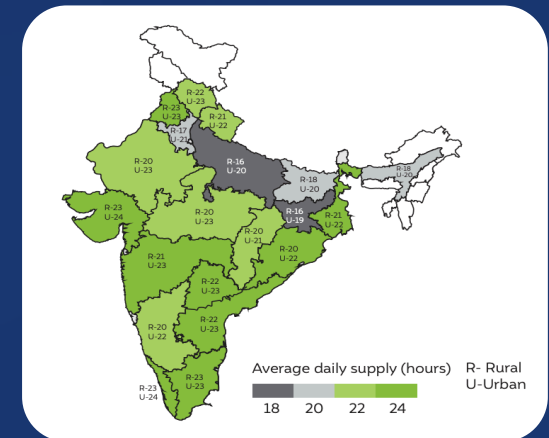 R-22
U-23
R-23
U-23
R-21
U-22
R-17
U-21
R-16
U-20
R-20
U-23
R-18
U-20
R-18
U-20
R-23
U-24
R-20
U-23
R-16
U-19
R-21
U-22
R-20
U-21
R-20
U-22
R-21
U-23
R-22
U-23
R-22
U-23
R-20
U-22
R-23
U-24
R-23
U-23
Average daily supply (hours)
18 20 22 24
R- Rural
U-Urban